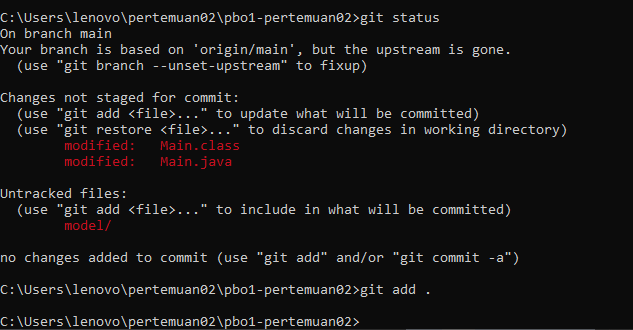 C:\Users\lenovo\pertemuan02\pbo1-pertemuan02>git status
On branch main
Your branch is based on 'origin/main', but the upstream is gone.
  (use "git branch --unset-upstream" to fixup)

Changes not staged for commit:
  (use "git add <file>..." to update what will be committed)
  (use "git restore <file>..." to discard changes in working directory)
        modified:   Main.class
        modified:   Main.java

Untracked files:
  (use "git add <file>..." to include in what will be committed)
        model/

no changes added to commit (use "git add" and/or "git commit -a")

C:\Users\lenovo\pertemuan02\pbo1-pertemuan02>git add .

C:\Users\lenovo\pertemuan02\pbo1-pertemuan02>